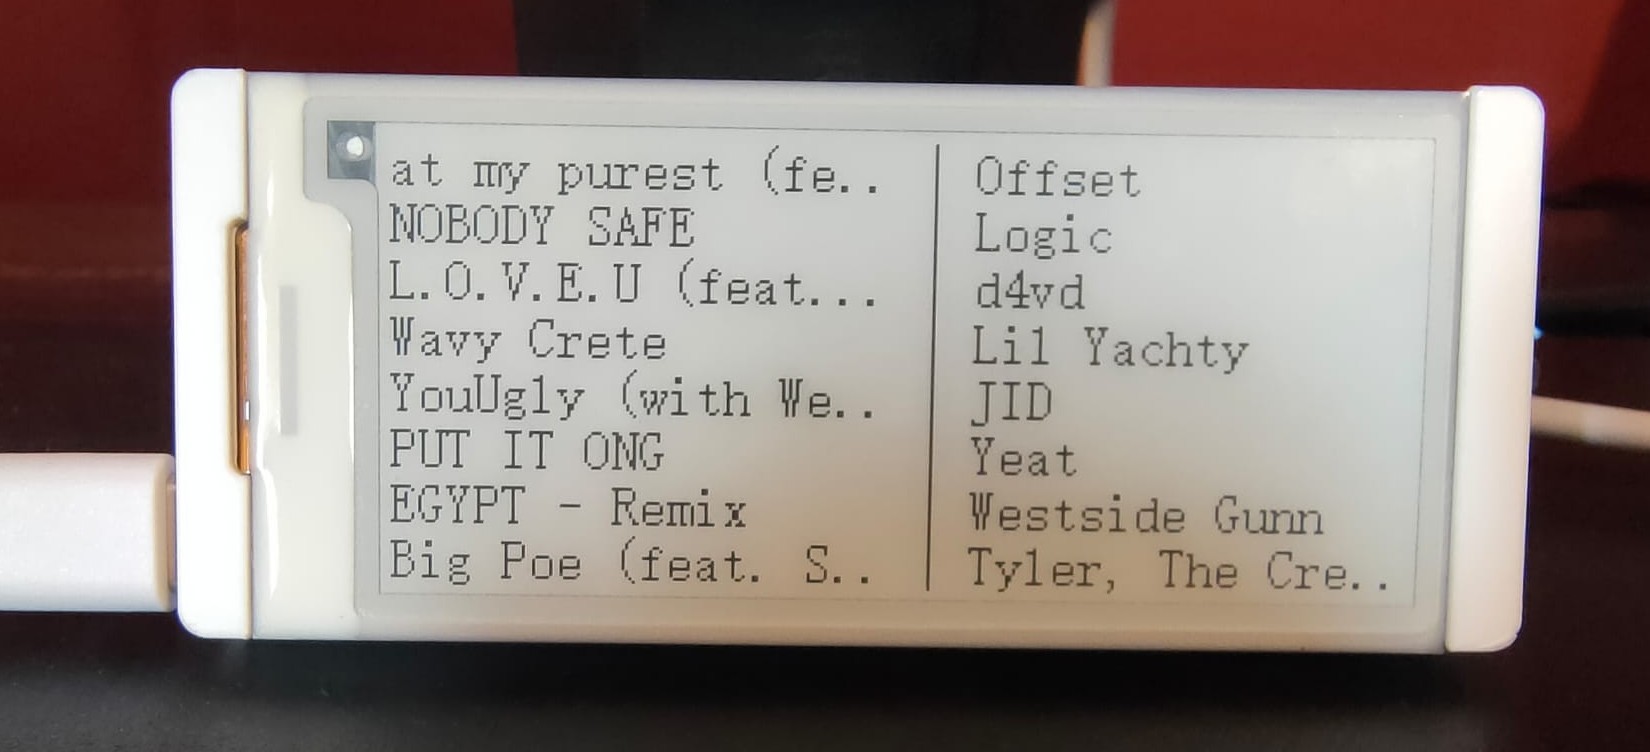 at my purest (fe.. Offset
NOBODY SAFE Logic
L.O.V.E.U (feat... d4vd
Wavy Crete Lil Yachty
YouUgly (with We.. JID
PUT IT ONG Yeat
EGYPT - Remix Westside Gunn
Big Poe (feat. S.. Tyler, The Cre..